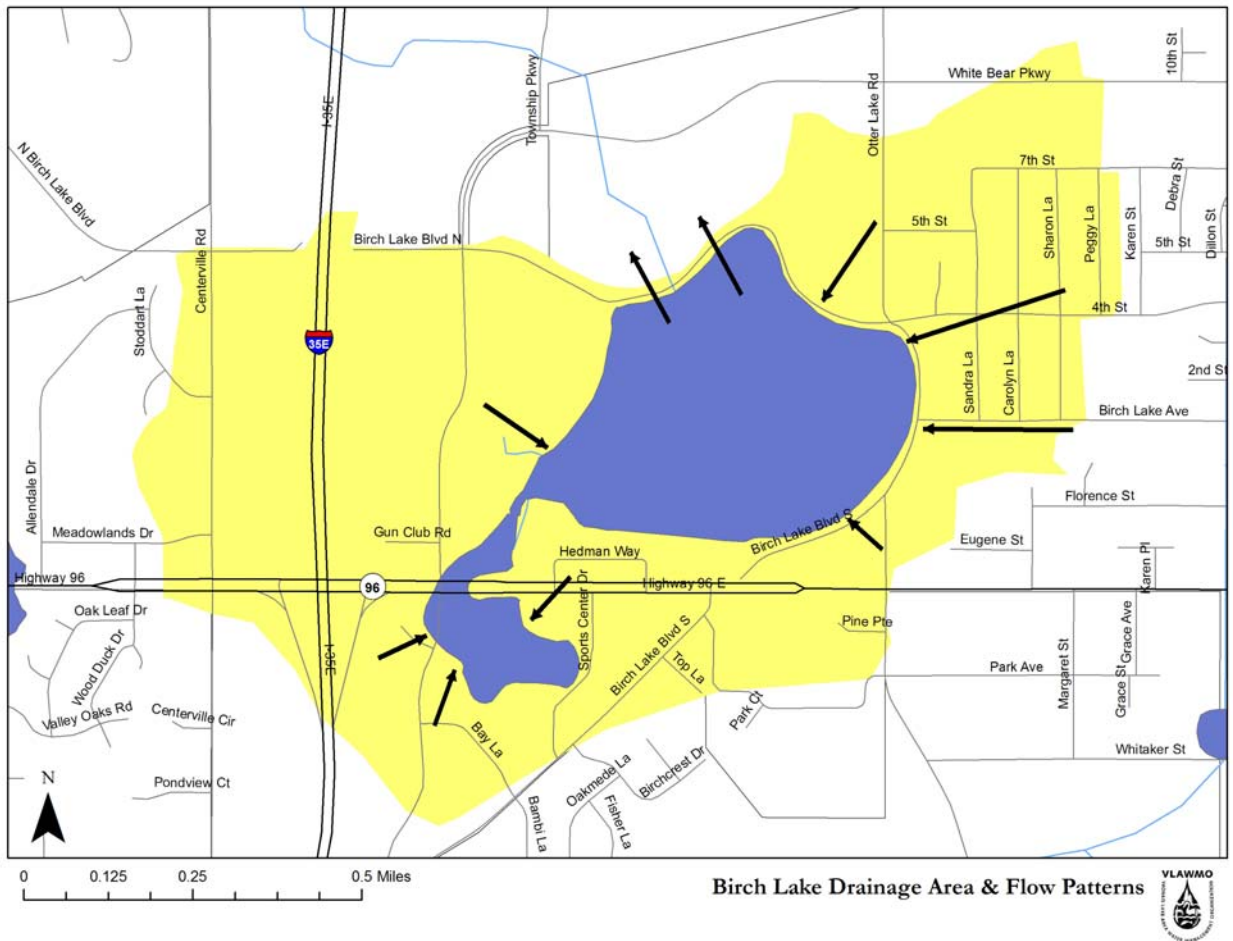 10th St
White Bear Pkwy
Township Pkwy
Otter Lake Rd
I-35E
N Birch Lake Blvd
7th St
Debra St
Sharon La
Peggy La
Karen St
5th St
5th St
Dillon St
Centerville Rd
Birch Lake Blvd N
4th St
Stoddart La
35E
2nd St
Sandra La
Carolyn La
Birch Lake Ave
Allendale Dr
Florence St
Meadowlands Dr
Gun Club Rd
Birch Lake Blvd S
Eugene St
Hedman Way
Karen Pl
Highway 96
96
Highway 96 E
Oak Leaf Dr
Sports Center Dr
Birch Lake Blvd S
Pine Pte
Grace Ave
Wood Duck Dr
I-35E
Top La
Park Ave
Margaret St
Grace St
Valley Oaks Rd
Centerville Cir
Park Ct
Bay La
Whitaker St
N
Pondview Ct
Oakmede La
Birchcrest Dr
Bambi La
Fisher La
0 0.125 0.25 0.5 Miles
Birch Lake Drainage Area & Flow Patterns
VLAWMO